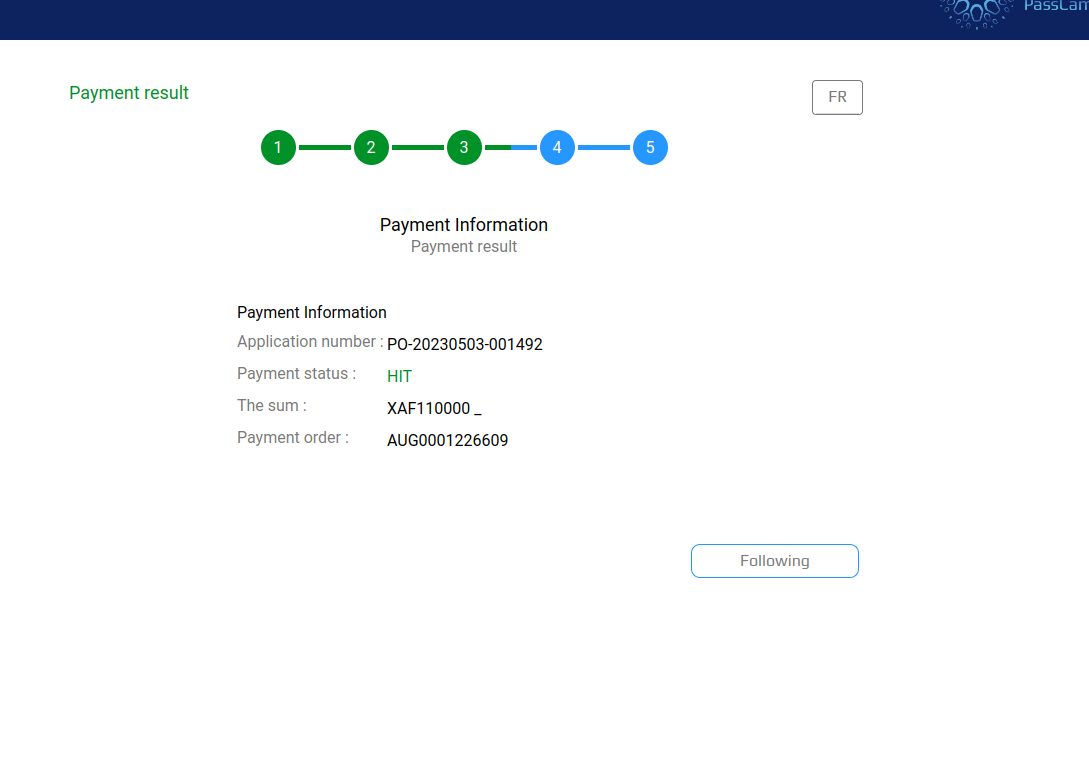 PassCam
Payment result
FR
1 2 3 4 5
Payment Information
Payment result
Payment Information
Application number : PO-20230503-001492
Payment status : HIT
The sum : XAF110000 _
Payment order : AUG0001226609
Following